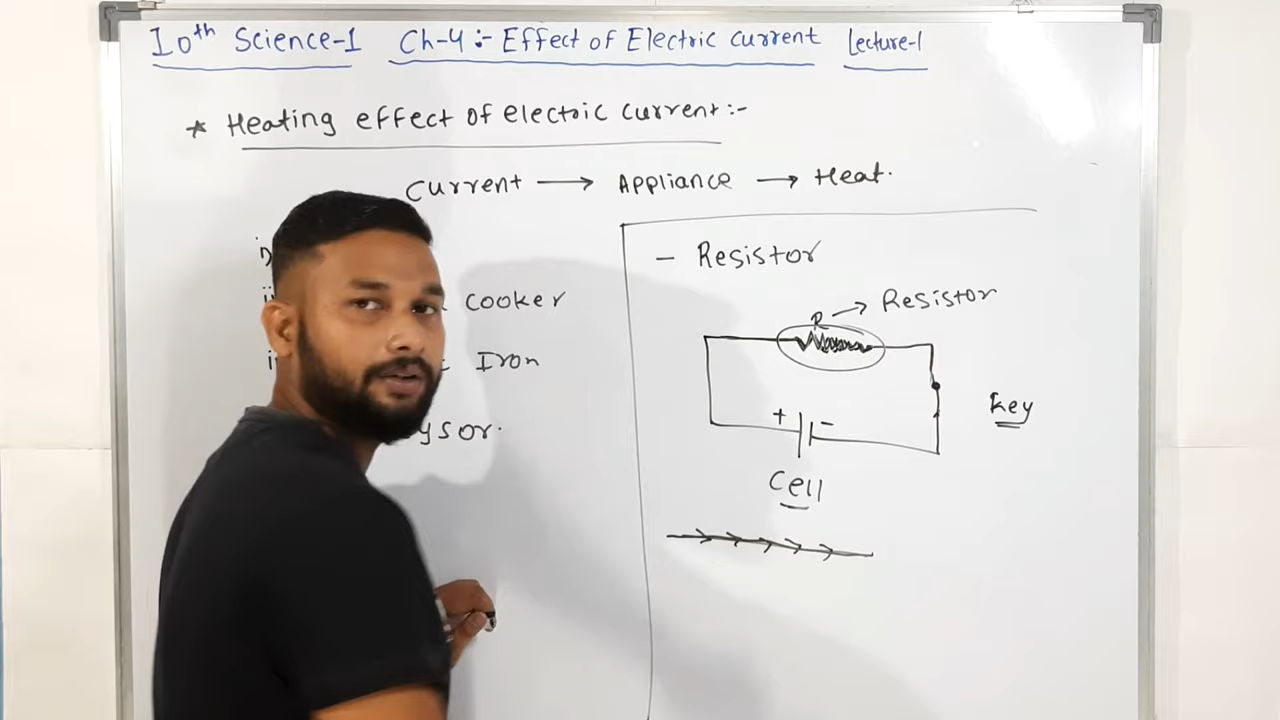 10th Science-1 Ch-4 :- Effect of Electric current Lecture-1
* Heating effect of electric current :-
Current → Appliance → Heat.
i)
cooker
Iron
- Resistor
R → Resistor
+ -
Key
Cell